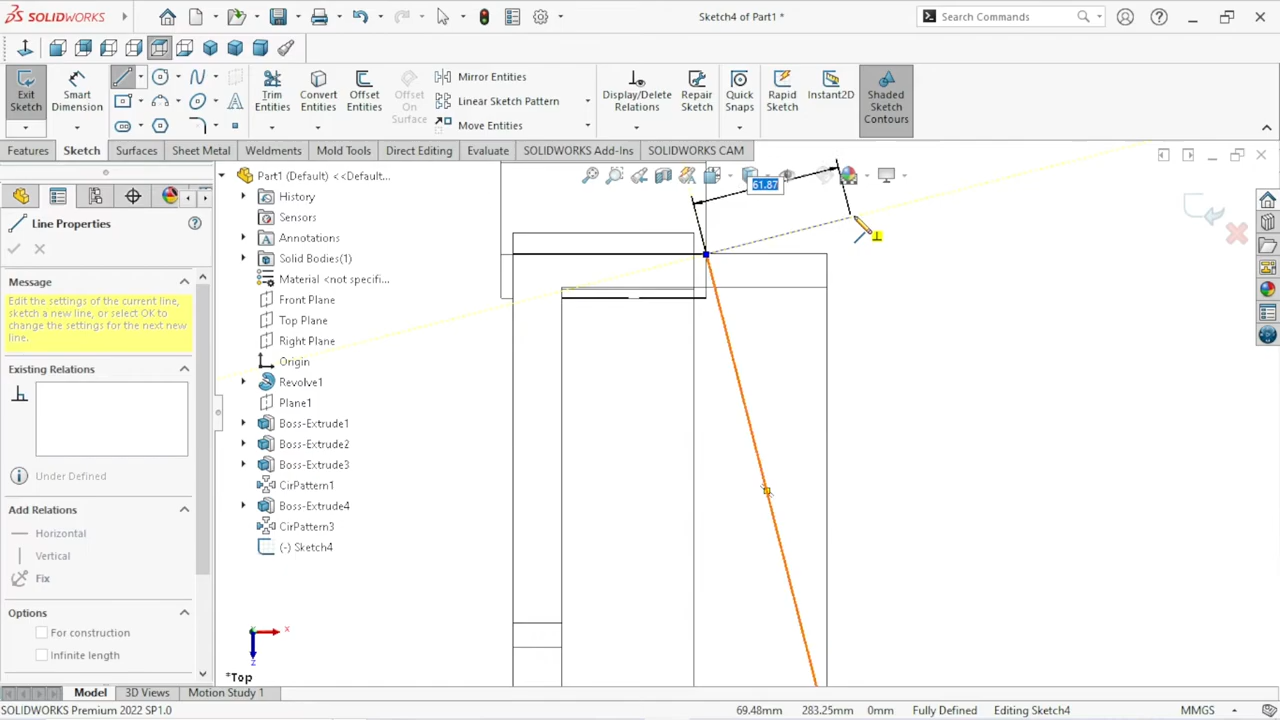 SOLIDWORKS
Sketch4 of Part1 *
Search Commands
Exit Sketch
Smart Dimension
Trim Entities
Convert Entities
Offset Entities
Offset On Surface
Mirror Entities
Linear Sketch Pattern
Move Entities
Display/Delete Relations
Repair Sketch
Quick Snaps
Rapid Sketch
Instant2D
Shaded Sketch Contours
Features
Sketch
Surfaces
Sheet Metal
Weldments
Mold Tools
Direct Editing
Evaluate
SOLIDWORKS Add-Ins
SOLIDWORKS CAM
Line Properties
Message
Edit the settings of the current line,
sketch a new line, or select OK to
change the settings for the next new
line.
Existing Relations
Under Defined
Add Relations
Horizontal
Vertical
Fix
Options
For construction
Infinite length
Part1 (Default) <<Default...
History
Sensors
Annotations
Solid Bodies(1)
Material <not specifi...
Front Plane
Top Plane
Right Plane
Origin
Revolve1
Plane1
Boss-Extrude1
Boss-Extrude2
Boss-Extrude3
CirPattern1
Boss-Extrude4
CirPattern3
(-) Sketch4
61.87
x
z
*Top
Model
3D Views
Motion Study 1
SOLIDWORKS Premium 2022 SP1.0
69.48mm
283.25mm
0mm
Fully Defined
Editing Sketch4
MMGS